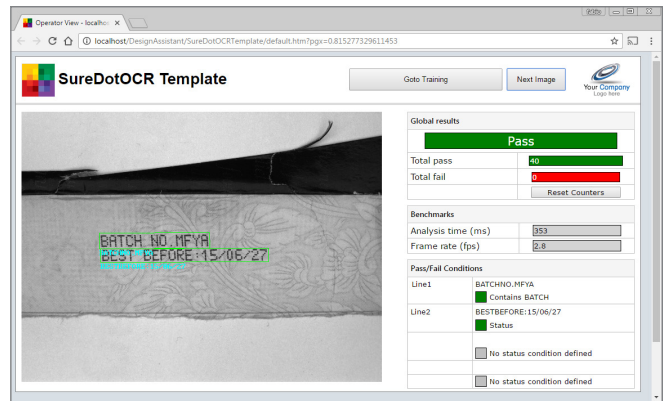 Operator View - localhos
localhost/DesignAssistant/SureDotOCRTemplate/default.htm?pgx=0.815277329611453
SureDotOCR Template
Goto Training
Next Image
Your Company
Logo here
BATCH NO.MFYA
BEST BEFORE:15/06/27
Global results
Pass
Total pass 40
Total fail 0
Reset Counters
Benchmarks
Analysis time (ms) 353
Frame rate (fps) 2.8
Pass/Fail Conditions
Line1 BATCHNO.MFYA
Contains BATCH
Line2 BESTBEFORE:15/06/27
Status
No status condition defined
No status condition defined